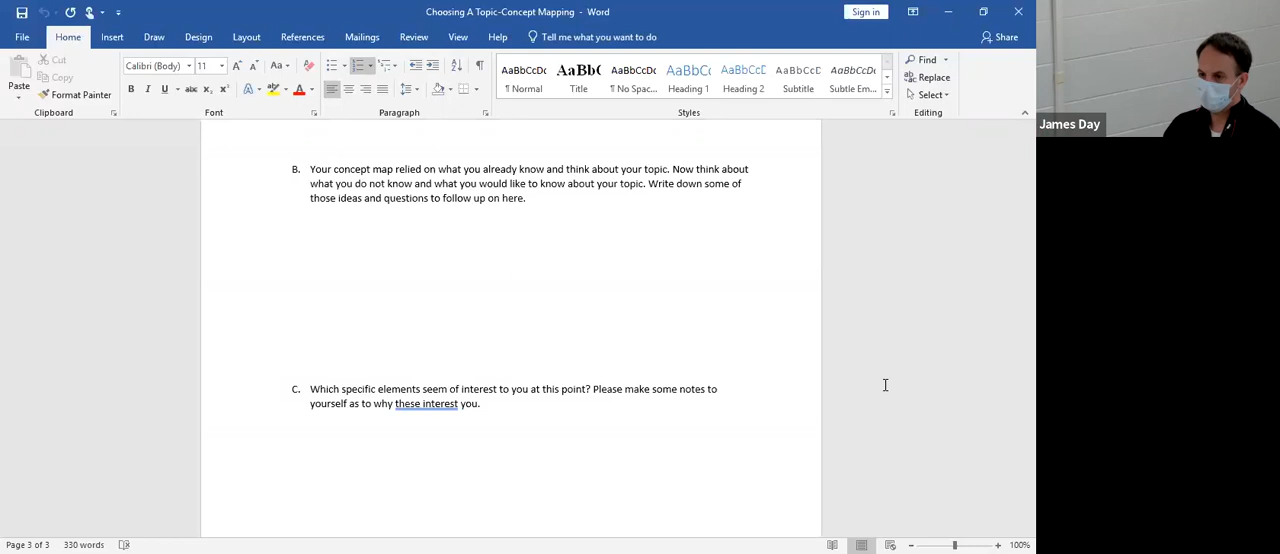 Choosing A Topic-Concept Mapping - Word
Sign in
File Home Insert Draw Design Layout References Mailings Review View Help Tell me what you want to do Share
Paste
Cut
Copy
Format Painter
Clipboard
Calibri (Body) 11 A A Aa
B I U abc X₂ X² A A
Font
Paragraph
AaBbCcDc AaBb( AaBbCcDc AaBbCc AaBbCcD AaBbCcD AaBbCcDc
¶ Normal Title ¶ No Spac... Heading 1 Heading 2 Subtitle Subtle Em...
Styles
Find
Replace
Select
Editing
James Day
B. Your concept map relied on what you already know and think about your topic. Now think about
what you do not know and what you would like to know about your topic. Write down some of
those ideas and questions to follow up on here.
C. Which specific elements seem of interest to you at this point? Please make some notes to
yourself as to why these interest you.
Page 3 of 3 330 words 100%